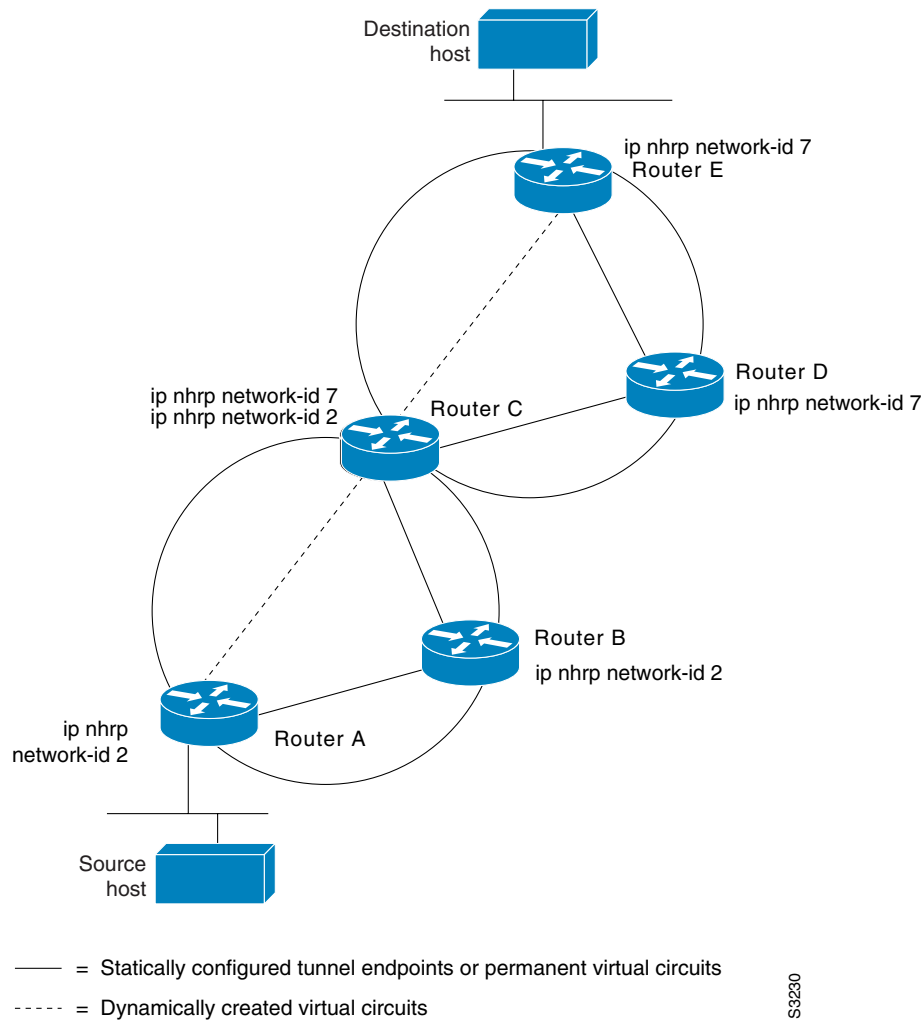 Destination
host
ip nhrp network-id 7
Router E
Router D
ip nhrp network-id 7
ip nhrp network-id 7
ip nhrp network-id 2
Router C
Router B
ip nhrp network-id 2
ip nhrp
network-id 2
Router A
Source
host
= Statically configured tunnel endpoints or permanent virtual circuits
= Dynamically created virtual circuits
S3230